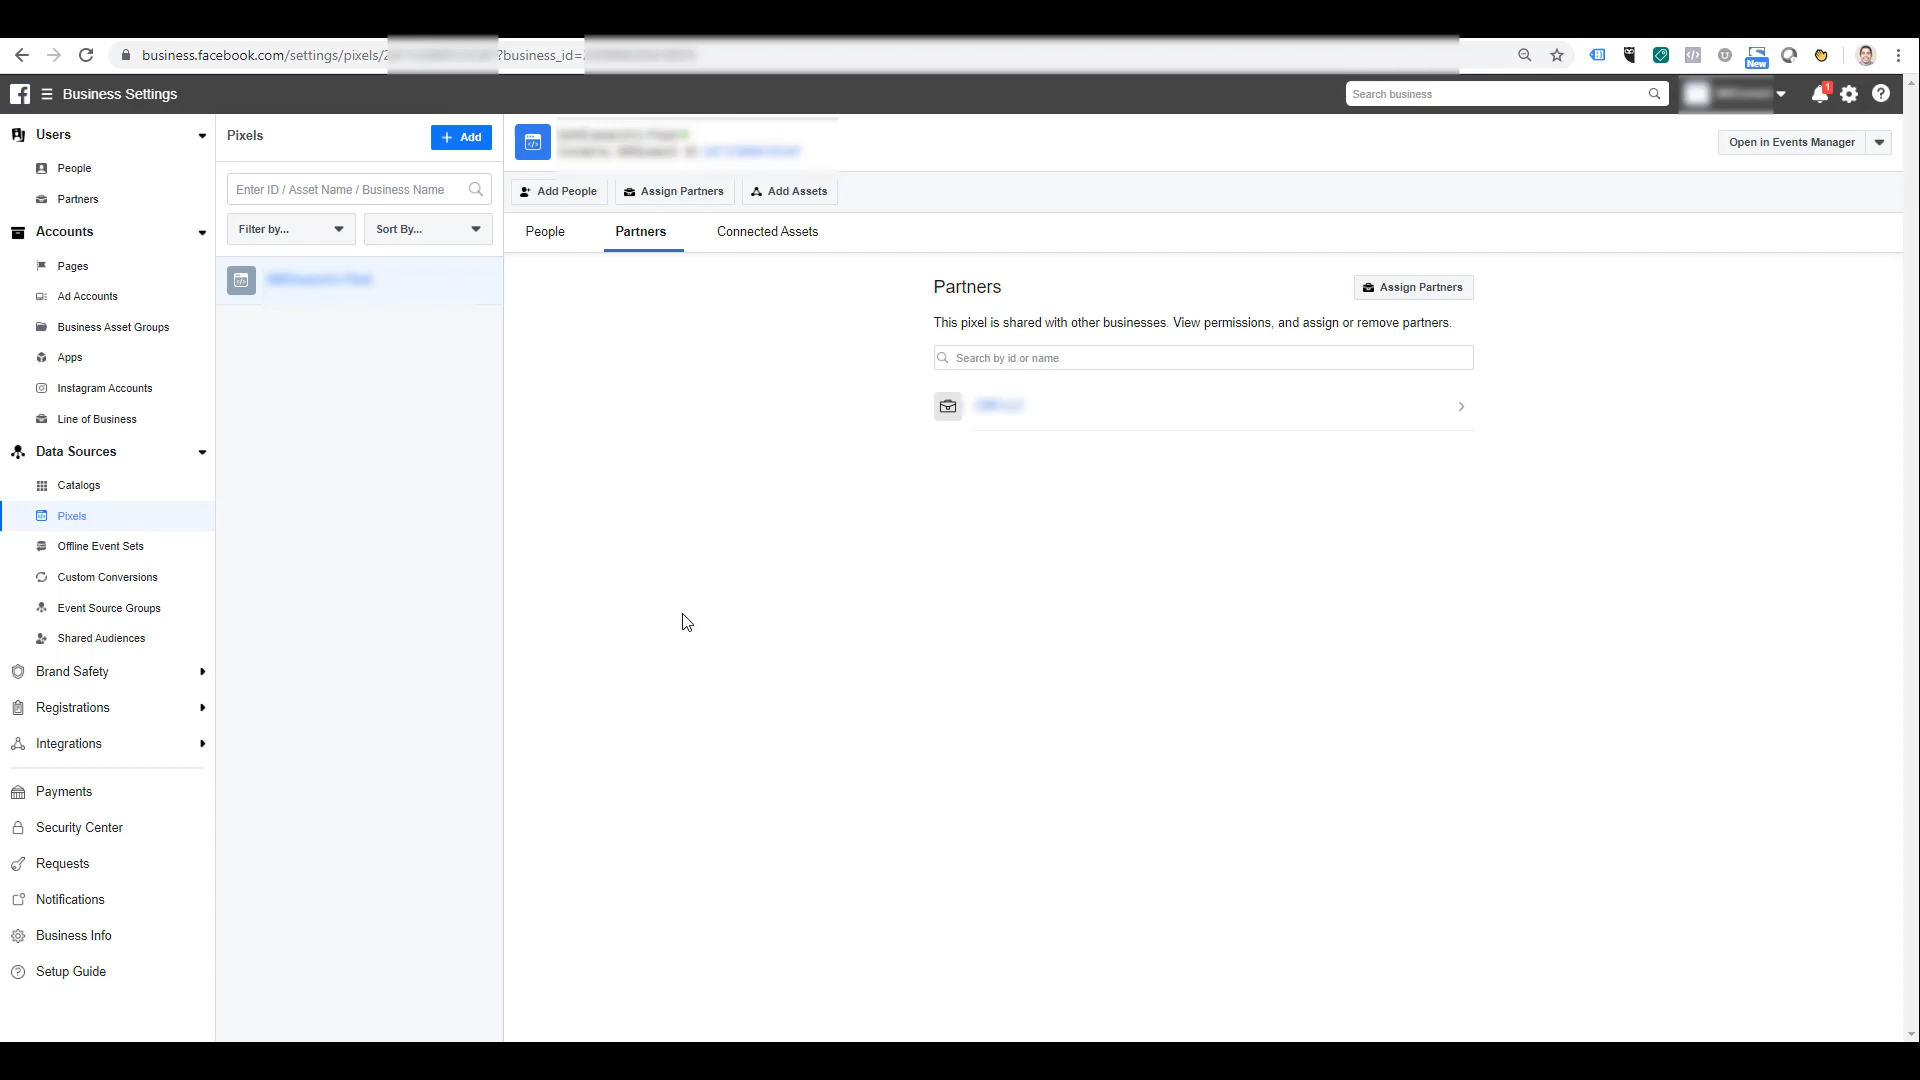 business.facebook.com/settings/pixels/2 ?business_id=
New
Business Settings
Search business
1
Users
People
Partners
Accounts
Pages
Ad Accounts
Business Asset Groups
Apps
Instagram Accounts
Line of Business
Data Sources
Catalogs
Pixels
Offline Event Sets
Custom Conversions
Event Source Groups
Shared Audiences
Brand Safety
Registrations
Integrations
Payments
Security Center
Requests
Notifications
Business Info
Setup Guide
Pixels
+ Add
Enter ID / Asset Name / Business Name
Filter by...
Sort By...
Open in Events Manager
Add People
Assign Partners
Add Assets
People
Partners
Connected Assets
Partners
Assign Partners
This pixel is shared with other businesses. View permissions, and assign or remove partners.
Search by id or name